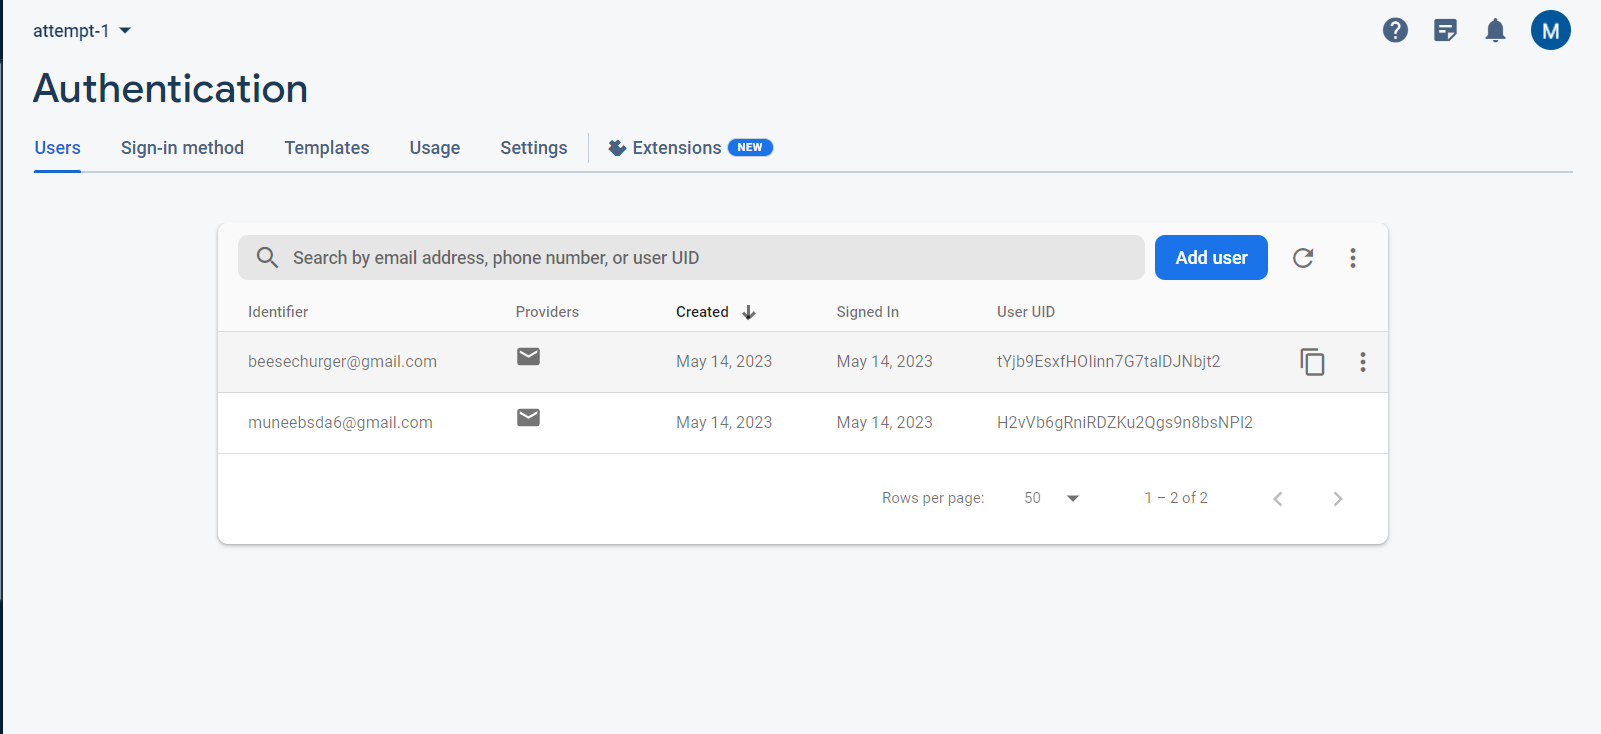 attempt-1
M
Authentication
Users Sign-in method Templates Usage Settings Extensions NEW
Search by email address, phone number, or user UID Add user
Identifier Providers Created Signed In User UID
beesechurger@gmail.com May 14, 2023 May 14, 2023 tYjb9EsxfHOlinn7G7talDJNbjt2
muneebsda6@gmail.com May 14, 2023 May 14, 2023 H2vVb6gRniRDZKu2Qgs9n8bsNPI2
Rows per page: 50 1 – 2 of 2